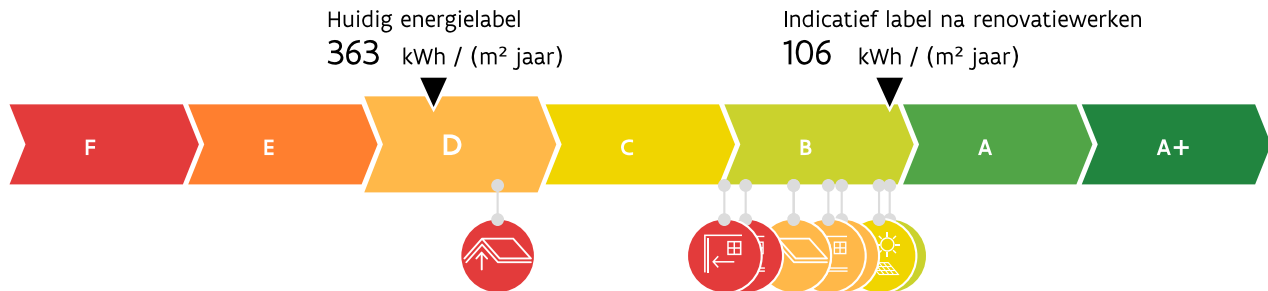 Huidig energielabel
363 kWh / (m² jaar)
Indicatief label na renovatiewerken
106 kWh / (m² jaar)
F E D C B A A+